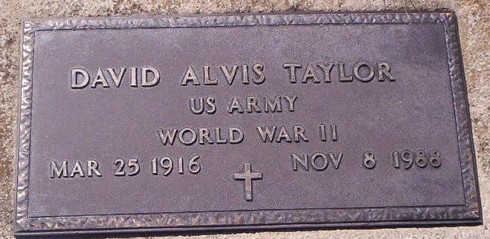 DAVID ALVIS TAYLOR
US ARMY
WORLD WAR II
MAR 25 1916 NOV 8 1988